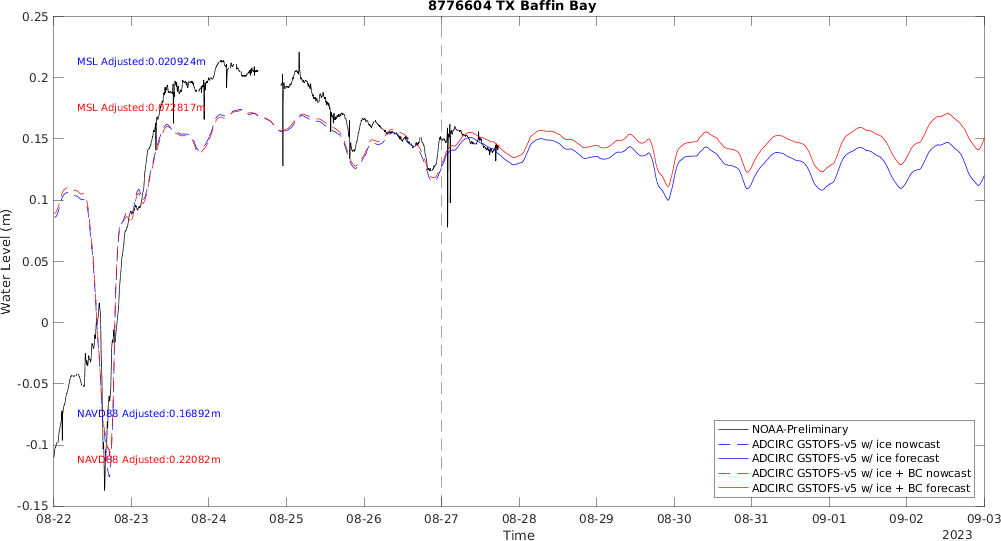 8776604 TX Baffin Bay
0.25
0.2
0.15
0.1
0.05
0
-0.05
-0.1
-0.15
Water Level (m)
MSL Adjusted:0.020924m
MSL Adjusted:0.072817m
NAVD88 Adjusted:0.16892m
NAVD88 Adjusted:0.22082m
NOAA-Preliminary
ADCIRC GSTOFS-v5 w/ ice nowcast
ADCIRC GSTOFS-v5 w/ ice forecast
ADCIRC GSTOFS-v5 w/ ice + BC nowcast
ADCIRC GSTOFS-v5 w/ ice + BC forecast
08-22 08-23 08-24 08-25 08-26 08-27 08-28 08-29 08-30 08-31 09-01 09-02 09-03
Time
2023